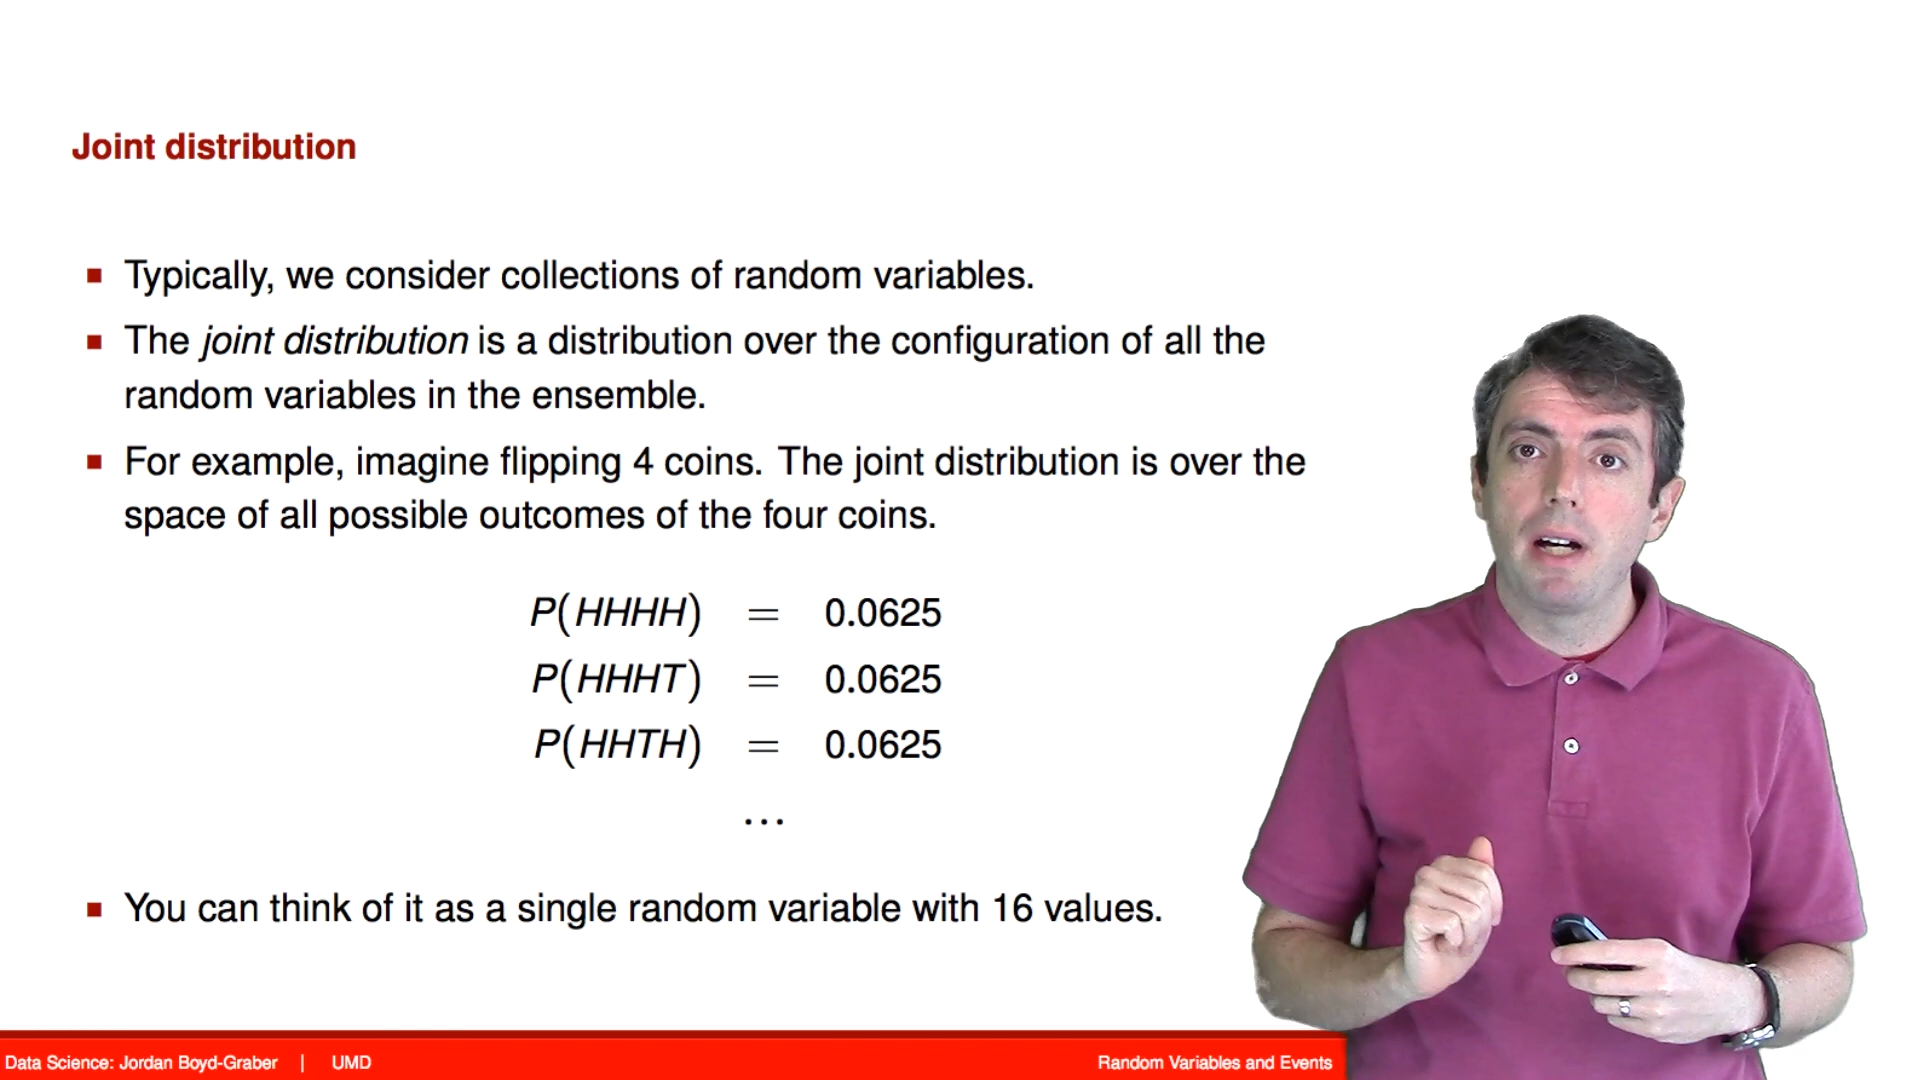 Joint distribution
■ Typically, we consider collections of random variables.
■ The joint distribution is a distribution over the configuration of all the
random variables in the ensemble.
■ For example, imagine flipping 4 coins. The joint distribution is over the
space of all possible outcomes of the four coins.
P(HHHH) = 0.0625
P(HHHT) = 0.0625
P(HHTH) = 0.0625
...
■ You can think of it as a single random variable with 16 values.
Data Science: Jordan Boyd-Graber | UMD Random Variables and Events